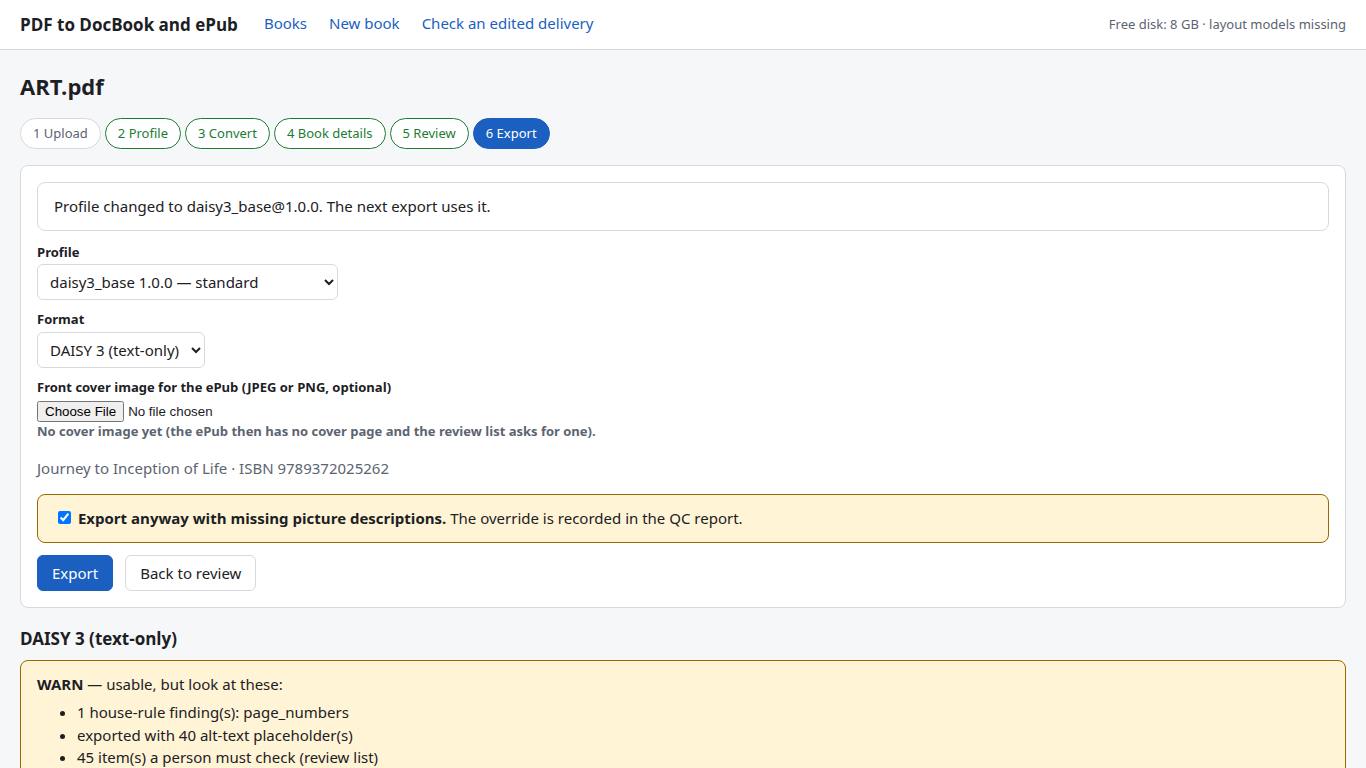 PDF to DocBook and ePub
Books
New book
Check an edited delivery
Free disk: 8 GB · layout models missing
ART.pdf
1 Upload
2 Profile
3 Convert
4 Book details
5 Review
6 Export
Profile changed to daisy3_base@1.0.0. The next export uses it.
Profile
daisy3_base 1.0.0 — standard
Format
DAISY 3 (text-only)
Front cover image for the ePub (JPEG or PNG, optional)
Choose File No file chosen
No cover image yet (the ePub then has no cover page and the review list asks for one).
Journey to Inception of Life · ISBN 9789372025262
Export anyway with missing picture descriptions. The override is recorded in the QC report.
Export
Back to review
DAISY 3 (text-only)
WARN — usable, but look at these:
• 1 house-rule finding(s): page_numbers
• exported with 40 alt-text placeholder(s)
• 45 item(s) a person must check (review list)